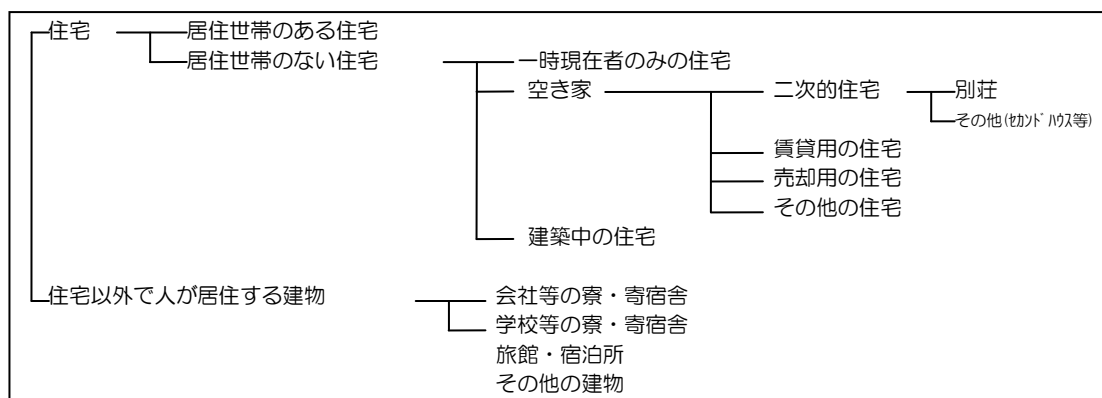 住宅 居住世帯のある住宅
居住世帯のない住宅 一時現在者のみの住宅
空き家 二次的住宅 別荘
その他(ｾｶﾝﾄﾞﾊｳｽ等)
賃貸用の住宅
売却用の住宅
その他の住宅
建築中の住宅
住宅以外で人が居住する建物 会社等の寮・寄宿舎
学校等の寮・寄宿舎
旅館・宿泊所
その他の建物